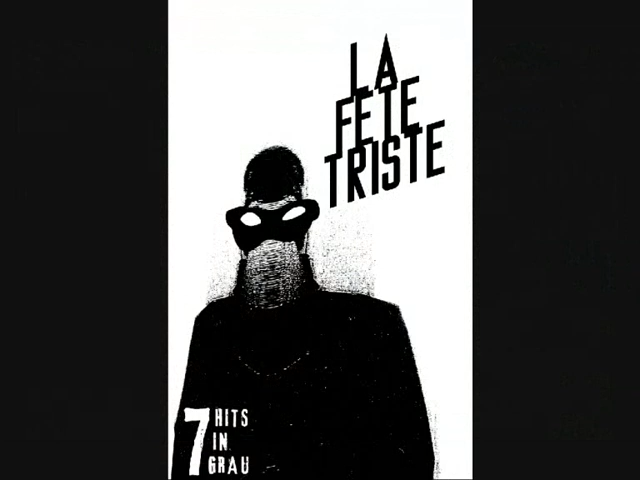 LA
FETE
TRISTE
7 HITS
IN
GRAU